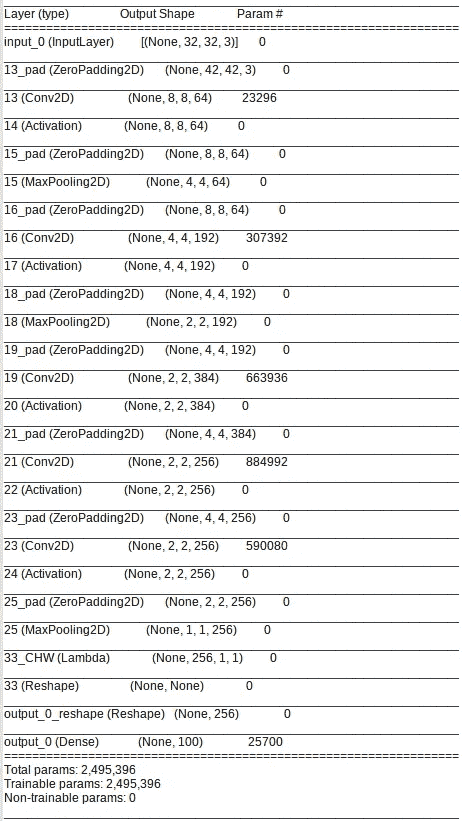 Layer (type) Output Shape Param #
==================================================================
input_0 (InputLayer) [(None, 32, 32, 3)] 0
13_pad (ZeroPadding2D) (None, 42, 42, 3) 0
13 (Conv2D) (None, 8, 8, 64) 23296
14 (Activation) (None, 8, 8, 64) 0
15_pad (ZeroPadding2D) (None, 8, 8, 64) 0
15 (MaxPooling2D) (None, 4, 4, 64) 0
16_pad (ZeroPadding2D) (None, 8, 8, 64) 0
16 (Conv2D) (None, 4, 4, 192) 307392
17 (Activation) (None, 4, 4, 192) 0
18_pad (ZeroPadding2D) (None, 4, 4, 192) 0
18 (MaxPooling2D) (None, 2, 2, 192) 0
19_pad (ZeroPadding2D) (None, 4, 4, 192) 0
19 (Conv2D) (None, 2, 2, 384) 663936
20 (Activation) (None, 2, 2, 384) 0
21_pad (ZeroPadding2D) (None, 4, 4, 384) 0
21 (Conv2D) (None, 2, 2, 256) 884992
22 (Activation) (None, 2, 2, 256) 0
23_pad (ZeroPadding2D) (None, 4, 4, 256) 0
23 (Conv2D) (None, 2, 2, 256) 590080
24 (Activation) (None, 2, 2, 256) 0
25_pad (ZeroPadding2D) (None, 2, 2, 256) 0
25 (MaxPooling2D) (None, 1, 1, 256) 0
33_CHW (Lambda) (None, 256, 1, 1) 0
33 (Reshape) (None, None) 0
output_0_reshape (Reshape) (None, 256) 0
output_0 (Dense) (None, 100) 25700
==================================================================
Total params: 2,495,396
Trainable params: 2,495,396
Non-trainable params: 0